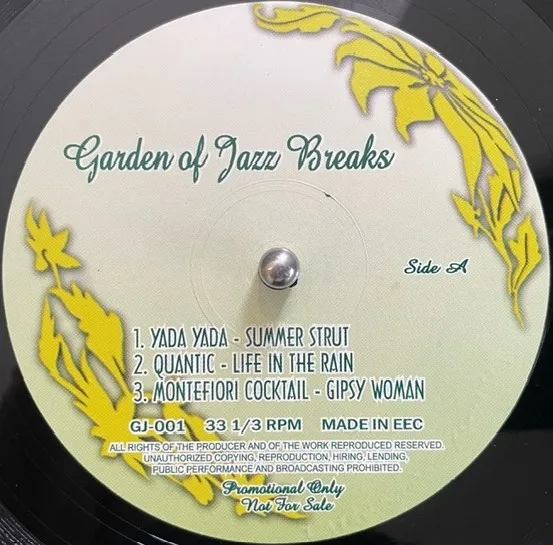 Garden of Jazz Breaks
Side A
1. YADA YADA - SUMMER STRUT
2. QUANTIC - LIFE IN THE RAIN
3. MONTEFIORI COCKTAIL - GIPSY WOMAN
GJ-001 33 1/3 RPM MADE IN EEC
ALL RIGHTS OF THE PRODUCER AND OF THE WORK REPRODUCED RESERVED.
UNAUTHORIZED COPYING, REPRODUCTION, HIRING, LENDING,
PUBLIC PERFORMANCE AND BROADCASTING PROHIBITED.
Promotional Only
Not For Sale